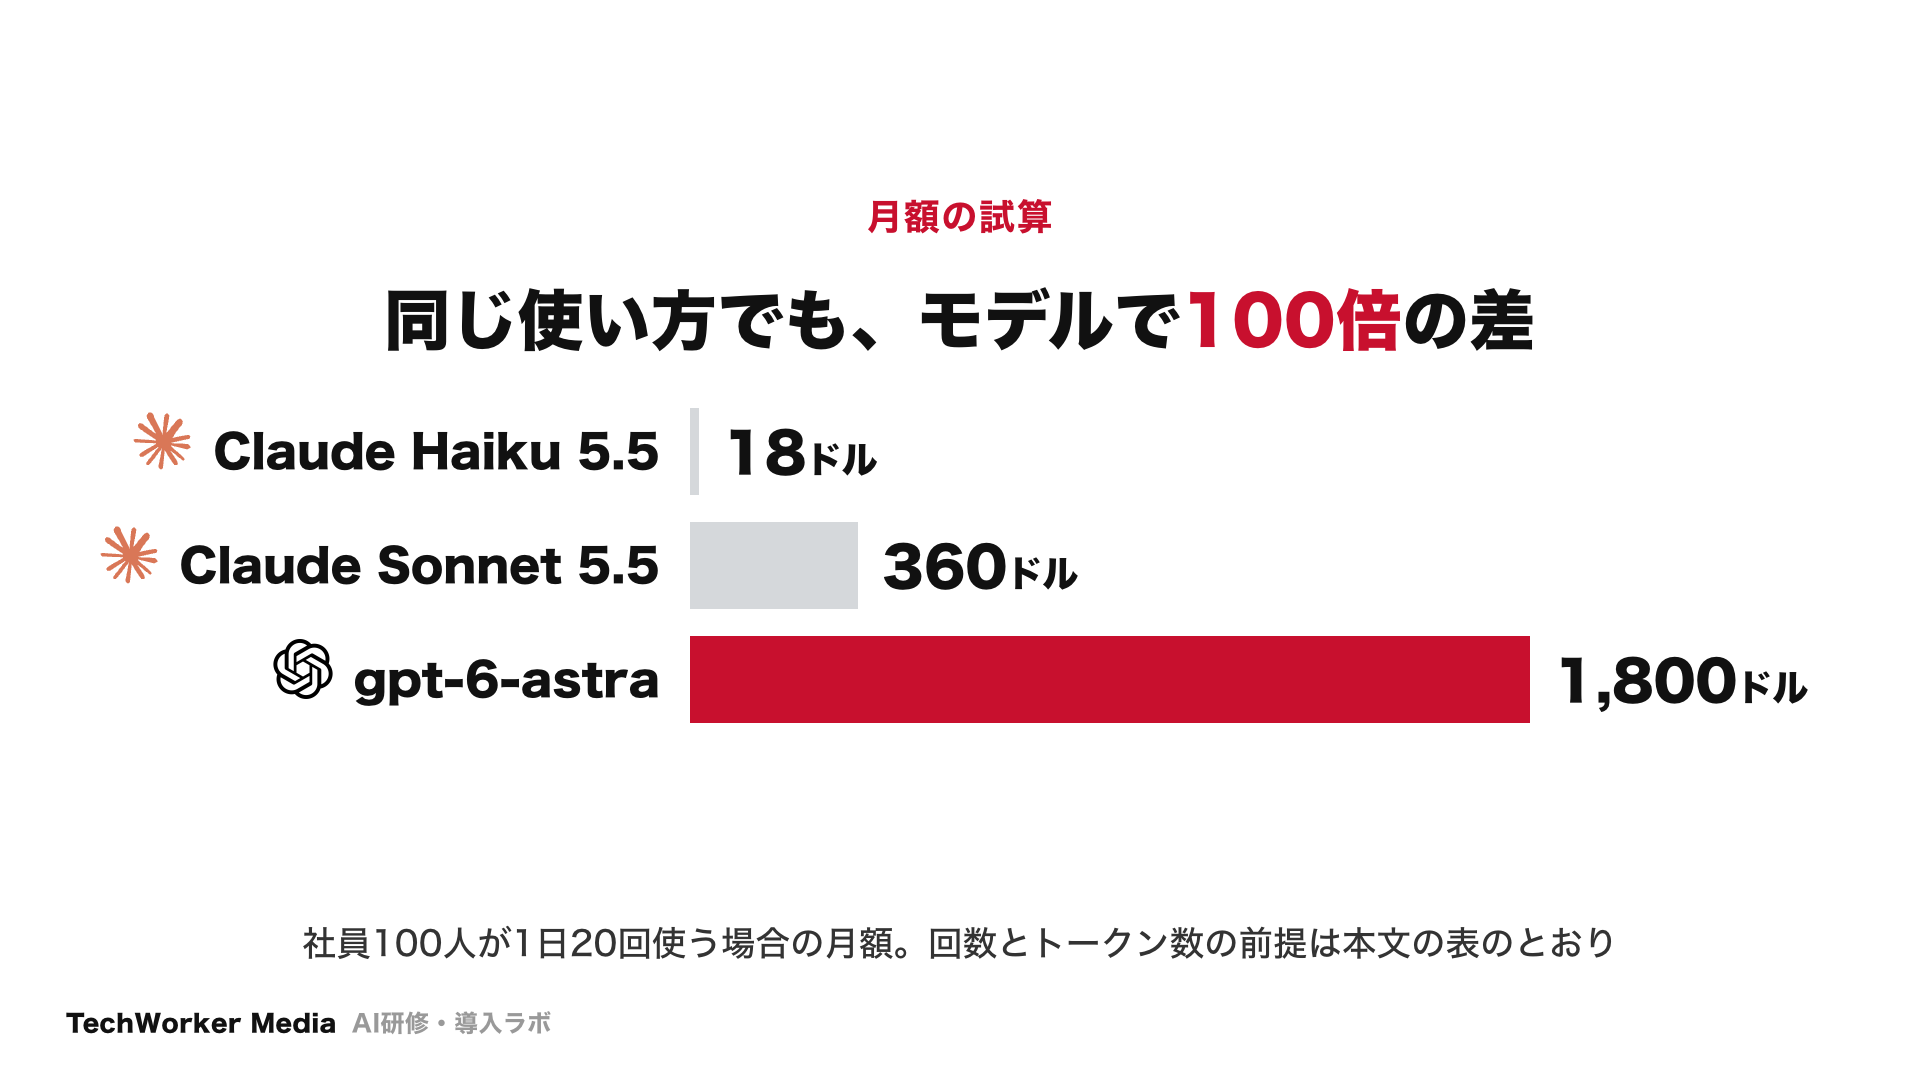 月額の試算
同じ使い方でも、モデルで100倍の差
Claude Haiku 5.5 18ドル
Claude Sonnet 5.5 360ドル
gpt-6-astra 1,800ドル
社員100人が1日20回使う場合の月額。回数とトークン数の前提は本文の表のとおり
TechWorker Media AI研修・導入ラボ